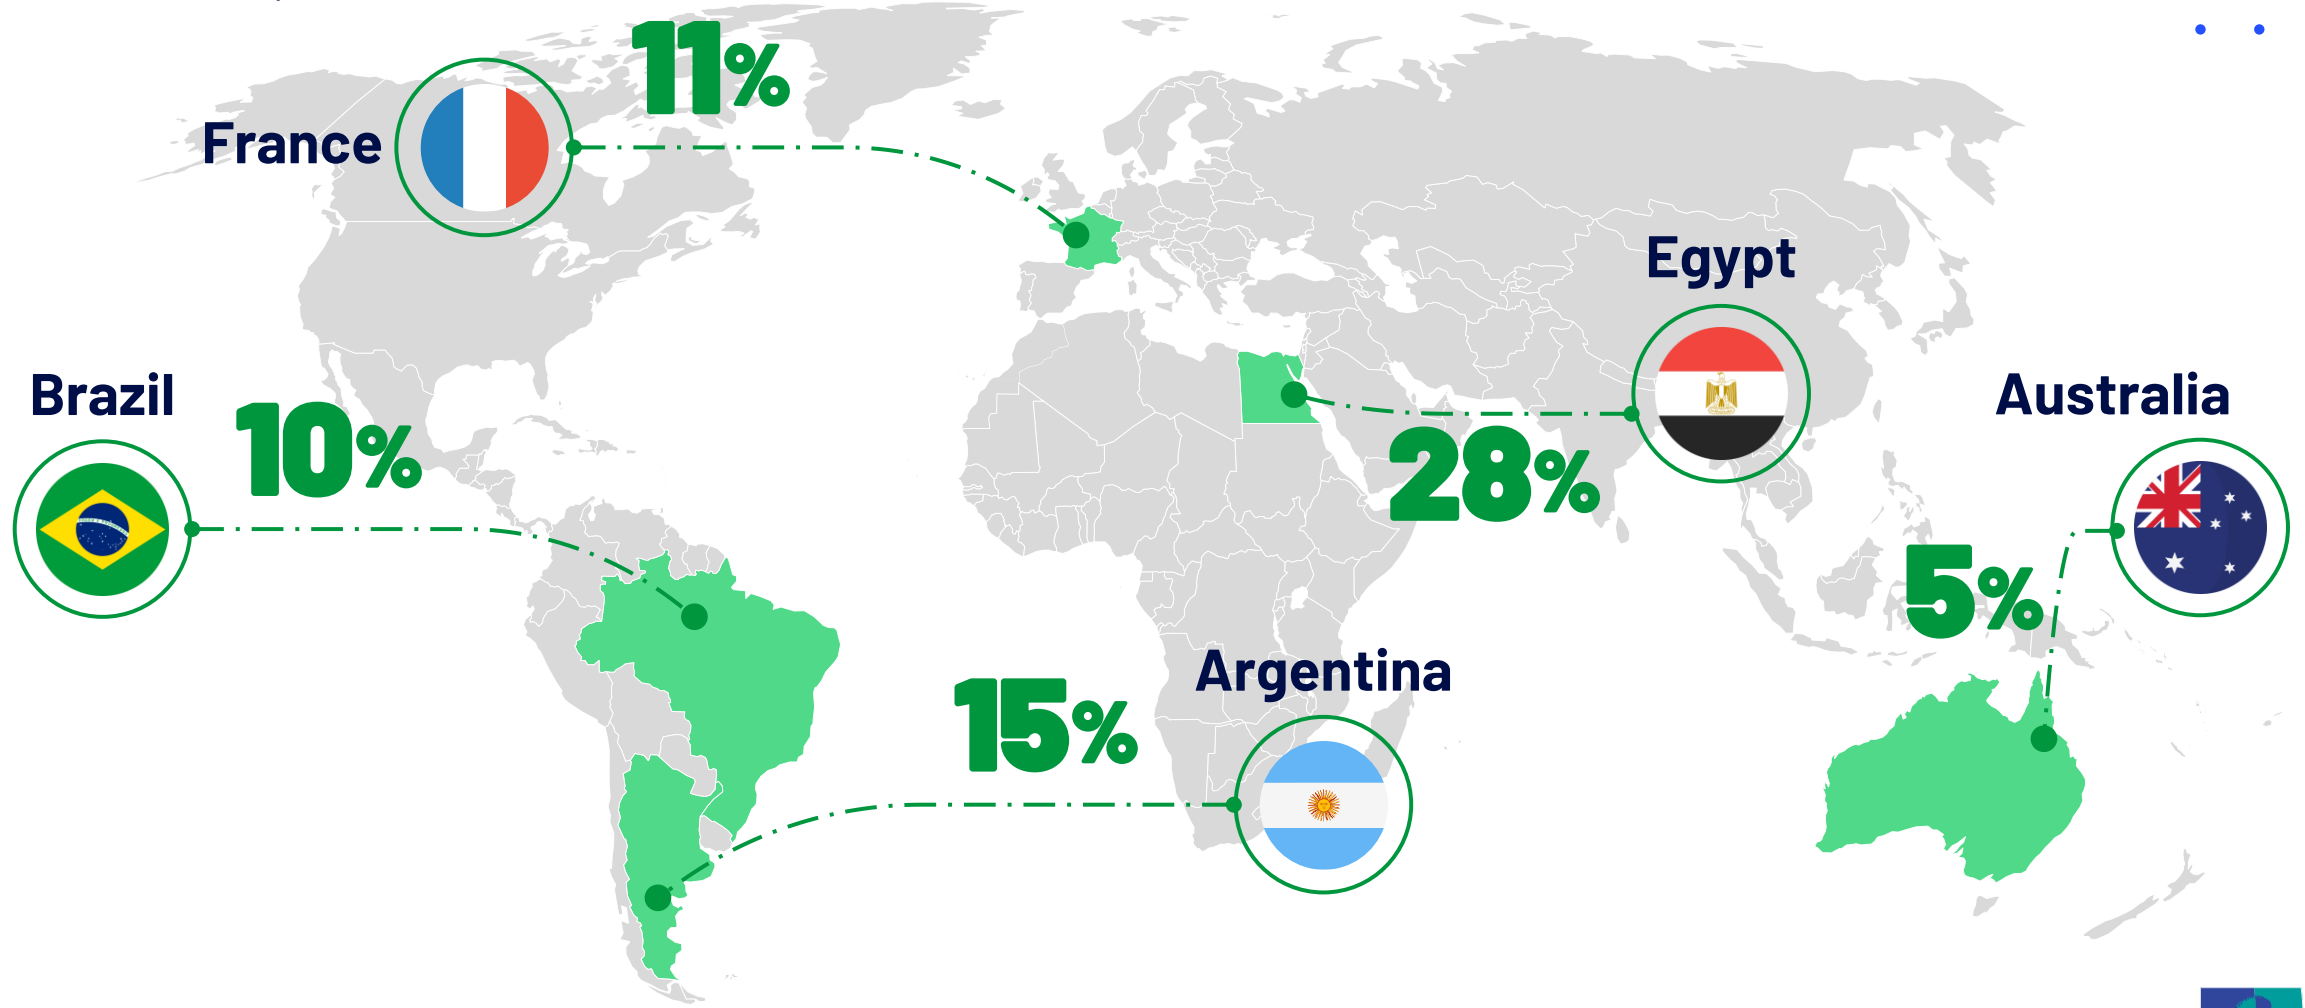 11%
France
Egypt
Brazil
10%
28%
Australia
5%
Argentina
15%